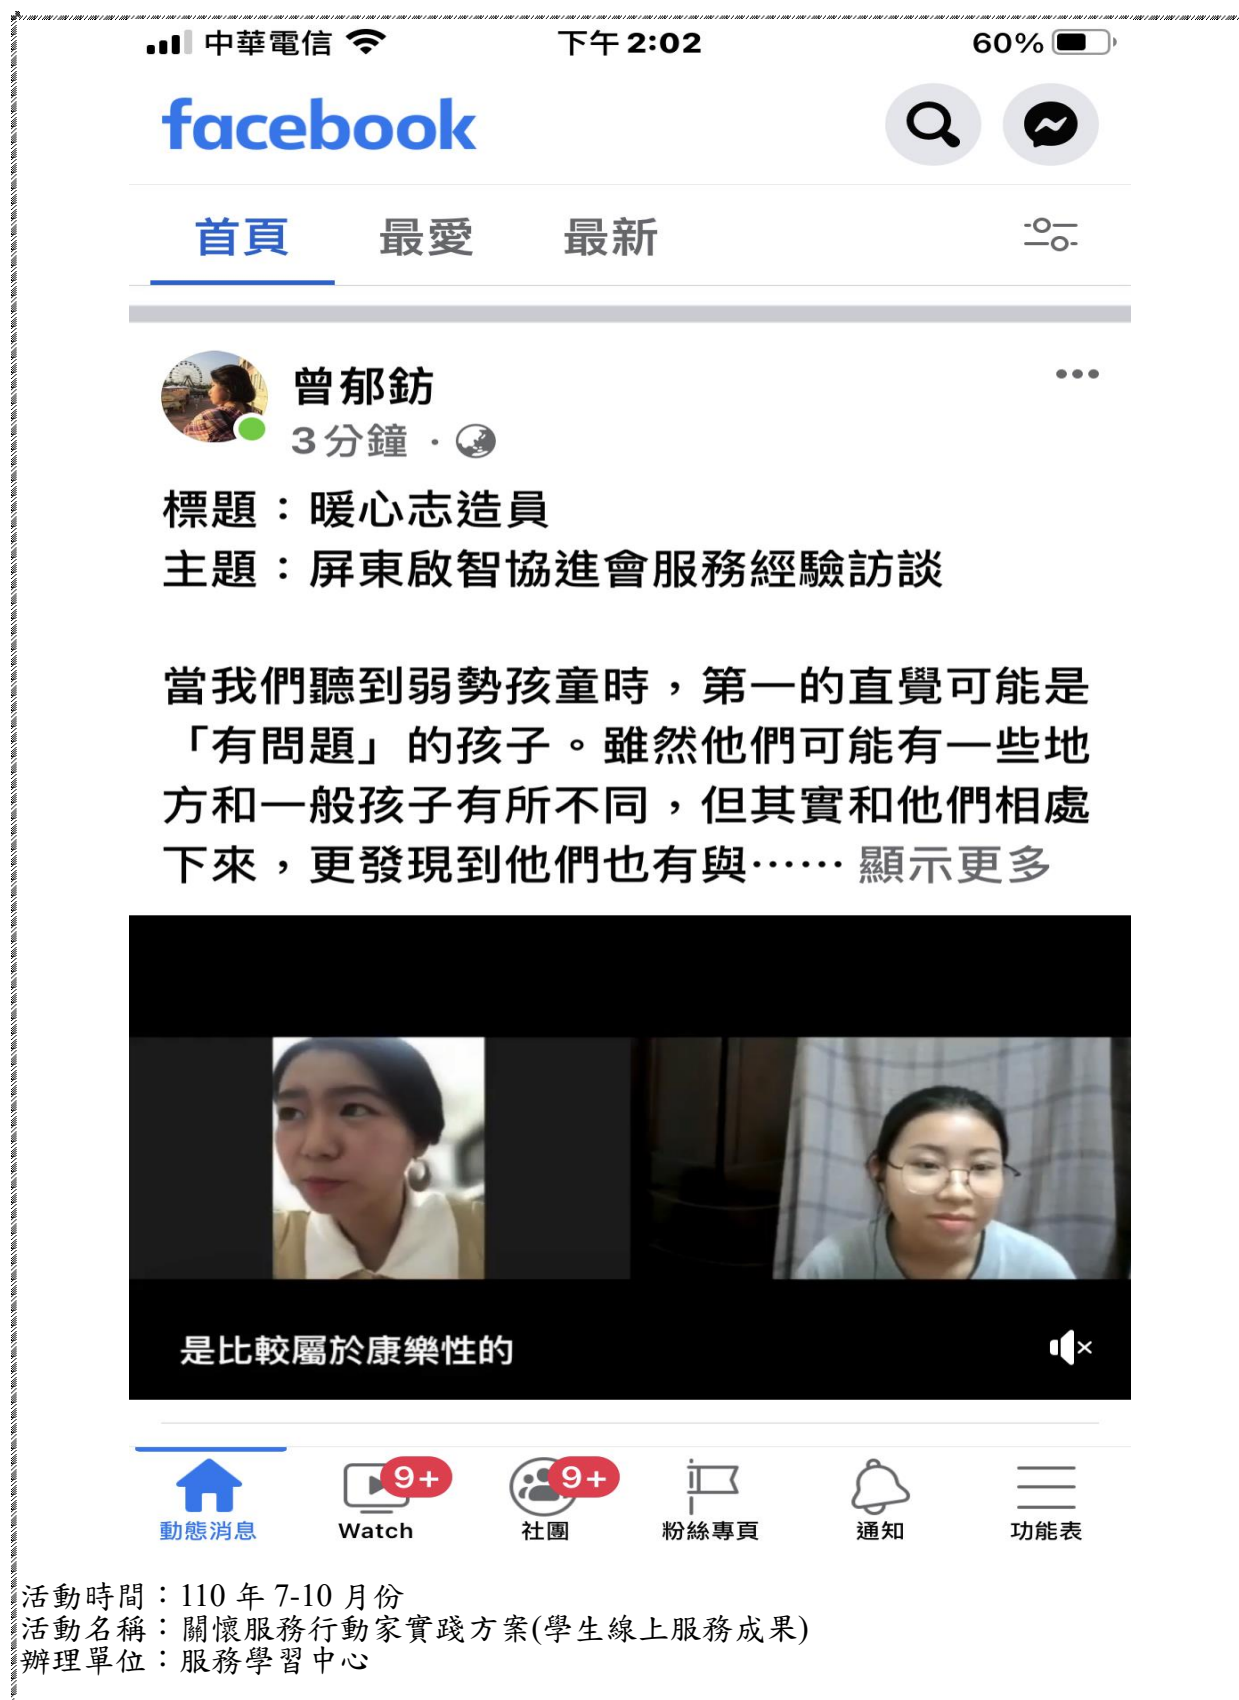 中華電信 下午 2:02 60%
facebook
首頁 最愛 最新
曾郁鈁
3分鐘 ·
標題：暖心志造員
主題：屏東啟智協進會服務經驗訪談
當我們聽到弱勢孩童時，第一的直覺可能是
「有問題」的孩子。雖然他們可能有一些地
方和一般孩子有所不同，但其實和他們相處
下來，更發現到他們也有與…… 顯示更多
是比較屬於康樂性的
9+ 9+
動態消息 Watch 社團 粉絲專頁 通知 功能表
活動時間：110 年 7-10 月份
活動名稱：關懷服務行動家實踐方案(學生線上服務成果)
辦理單位：服務學習中心